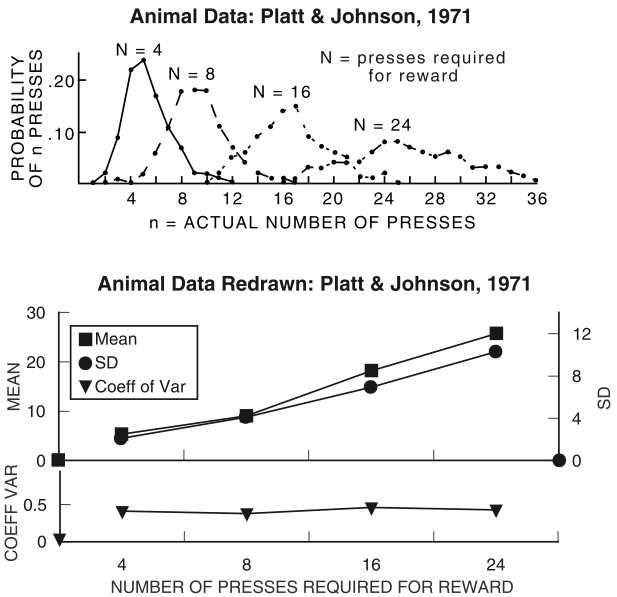 Animal Data: Platt & Johnson, 1971
PROBABILITY
OF n PRESSES
.20
.10
N = 4
N = 8
N = 16
N = 24
N = presses required
for reward
4 8 12 16 20 24 28 32 36
n = ACTUAL NUMBER OF PRESSES
Animal Data Redrawn: Platt & Johnson, 1971
MEAN
30
20
10
0
Mean
SD
Coeff of Var
12
8
4
0
SD
COEFF VAR
0.5
0
4 8 16 24
NUMBER OF PRESSES REQUIRED FOR REWARD